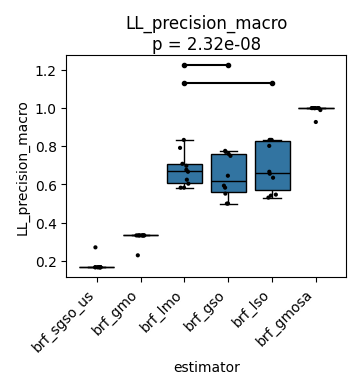 LL_precision_macro
p = 2.32e-08
LL_precision_macro
1.2
1.0
0.8
0.6
0.4
0.2
brf_sgso_us
brf_gmo
brf_lmo
brf_gso
brf_lso
brf_gmosa
estimator